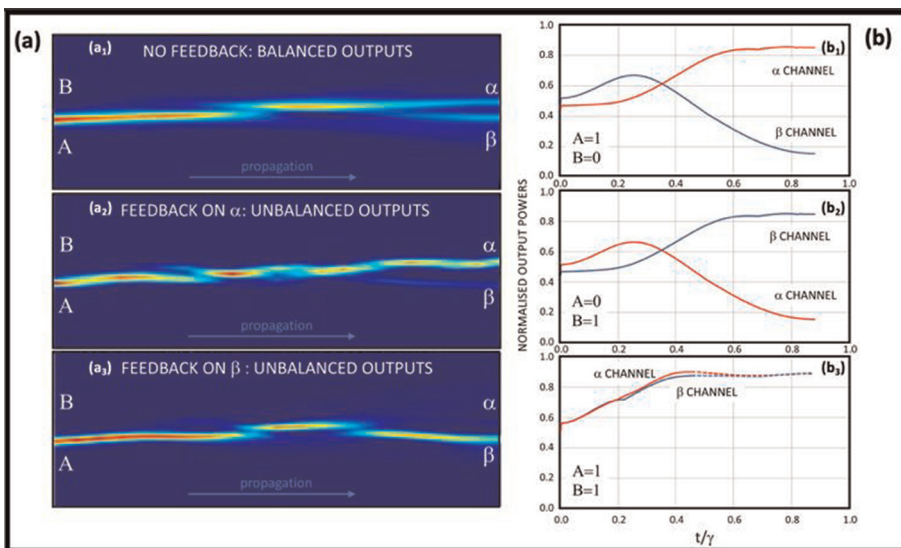 (a)
(a1)
NO FEEDBACK: BALANCED OUTPUTS
B
α
A
β
propagation
(a2) FEEDBACK ON α: UNBALANCED OUTPUTS
B
α
A
β
propagation
(a3) FEEDBACK ON β : UNBALANCED OUTPUTS
B
α
A
β
propagation
(b)
NORMALISED OUTPUT POWERS
1.0
(b1)
0.8
α CHANNEL
0.6
0.4
A=1
β CHANNEL
0.2
B=0
0.0
0.0 0.2 0.4 0.6 0.8 1.0
1.0
(b2)
0.8
β CHANNEL
0.6
0.4
A=0
α CHANNEL
0.2
B=1
0.0
0.0 0.2 0.4 0.6 0.8 1.0
1.0
(b3)
α CHANNEL
0.8
β CHANNEL
0.6
0.4
A=1
0.2
B=1
0.0
0.0 0.2 0.4 0.6 0.8 1.0
t/γ